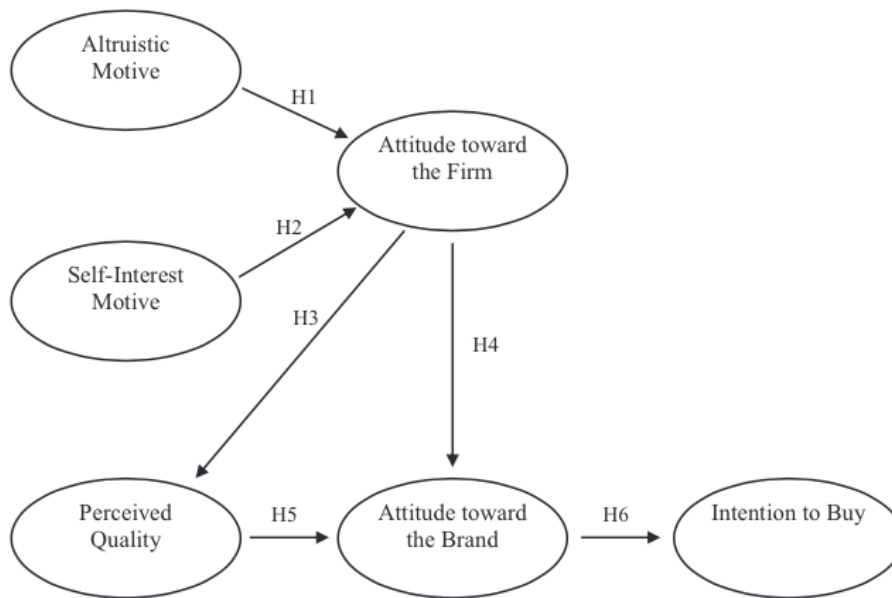 Altruistic
Motive
H1
Attitude toward
the Firm
H2
Self-Interest
Motive
H3
H4
Perceived
Quality
H5
Attitude toward
the Brand
H6
Intention to Buy